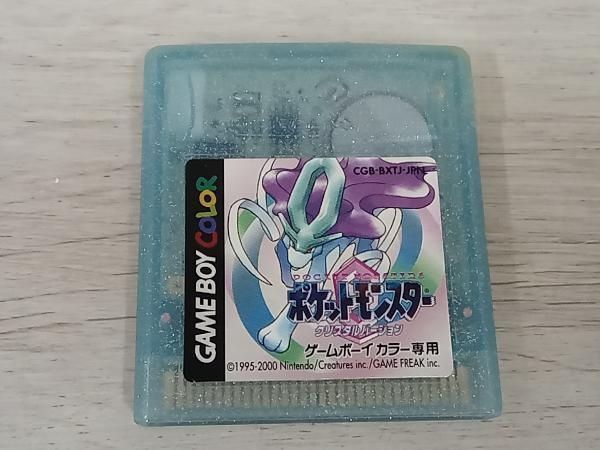 CGB-BXTJ-JPN
GAME BOY COLOR
POCKET MONSTERS
ポケットモンスター
クリスタルバージョン
ゲームボーイカラー専用
©1995-2000 Nintendo/Creatures inc./GAME FREAK inc.